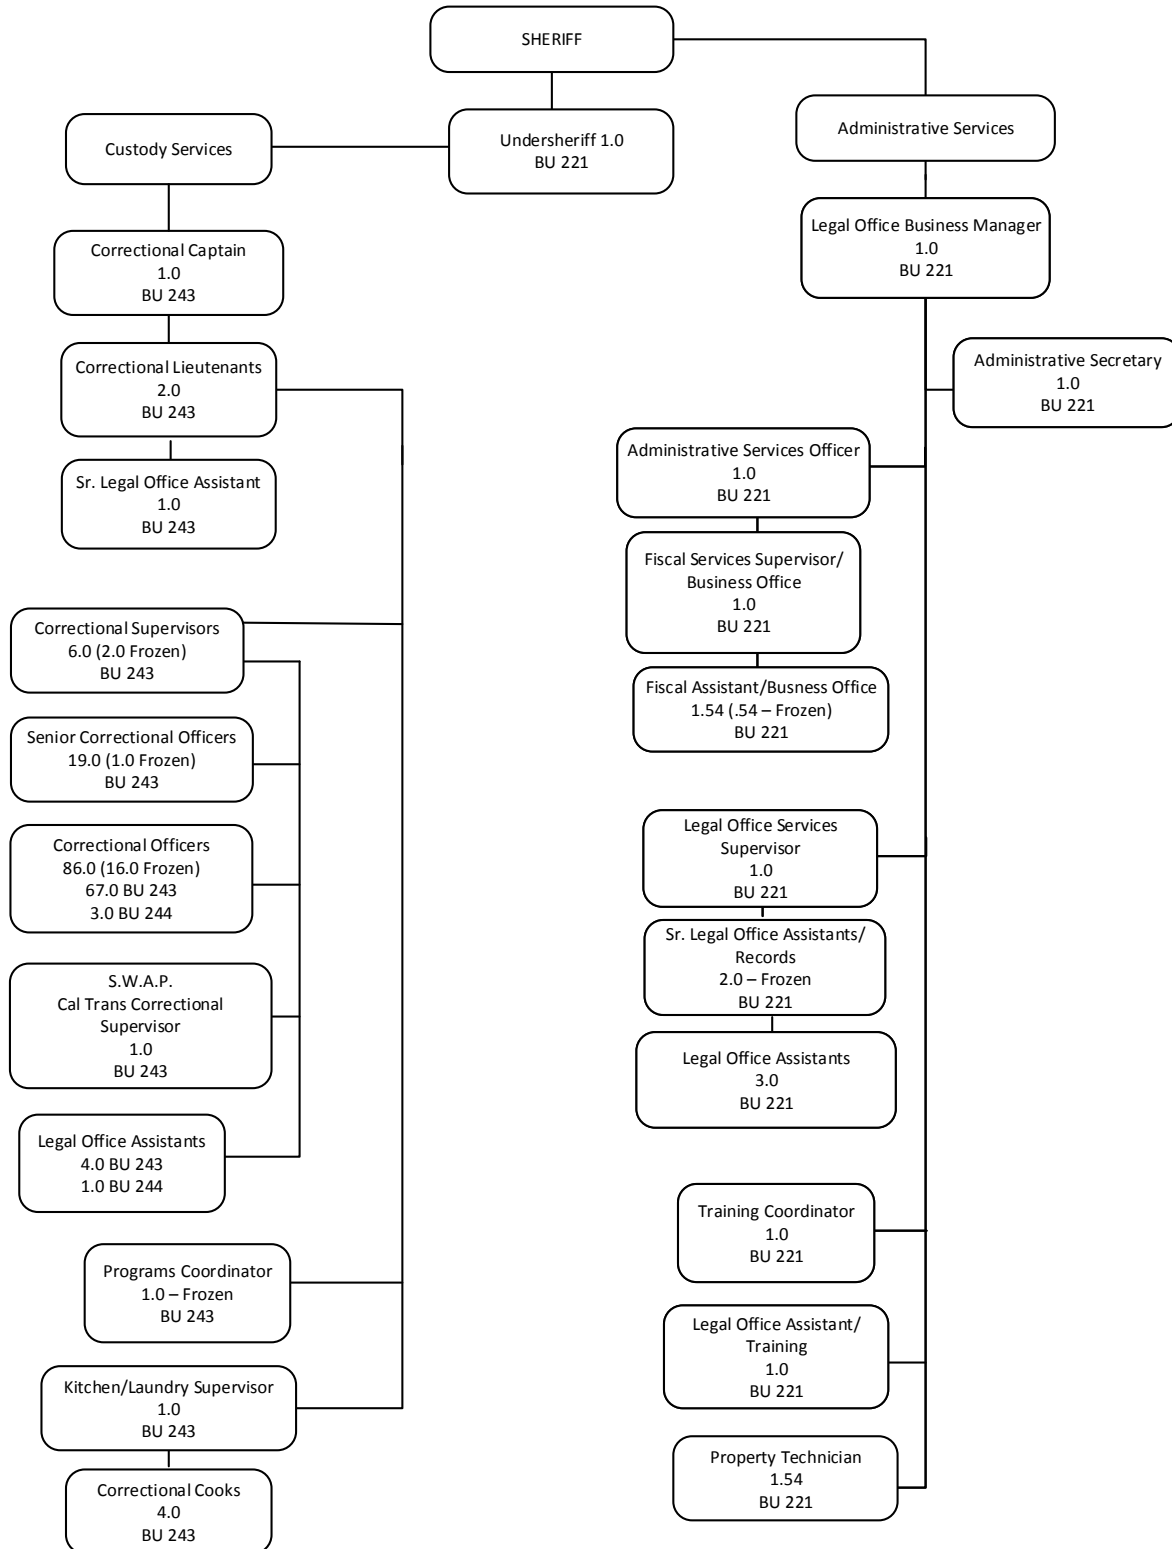 SHERIFF
Undersheriff 1.0
BU 221
Custody Services
Correctional Captain
1.0
BU 243
Correctional Lieutenants
2.0
BU 243
Sr. Legal Office Assistant
1.0
BU 243
Correctional Supervisors
6.0 (2.0 Frozen)
BU 243
Senior Correctional Officers
19.0 (1.0 Frozen)
BU 243
Correctional Officers
86.0 (16.0 Frozen)
67.0 BU 243
3.0 BU 244
S.W.A.P.
Cal Trans Correctional
Supervisor
1.0
BU 243
Legal Office Assistants
4.0 BU 243
1.0 BU 244
Programs Coordinator
1.0 – Frozen
BU 243
Kitchen/Laundry Supervisor
1.0
BU 243
Correctional Cooks
4.0
BU 243
Administrative Services
Legal Office Business Manager
1.0
BU 221
Administrative Secretary
1.0
BU 221
Administrative Services Officer
1.0
BU 221
Fiscal Services Supervisor/
Business Office
1.0
BU 221
Fiscal Assistant/Busness Office
1.54 (.54 – Frozen)
BU 221
Legal Office Services
Supervisor
1.0
BU 221
Sr. Legal Office Assistants/
Records
2.0 – Frozen
BU 221
Legal Office Assistants
3.0
BU 221
Training Coordinator
1.0
BU 221
Legal Office Assistant/
Training
1.0
BU 221
Property Technician
1.54
BU 221